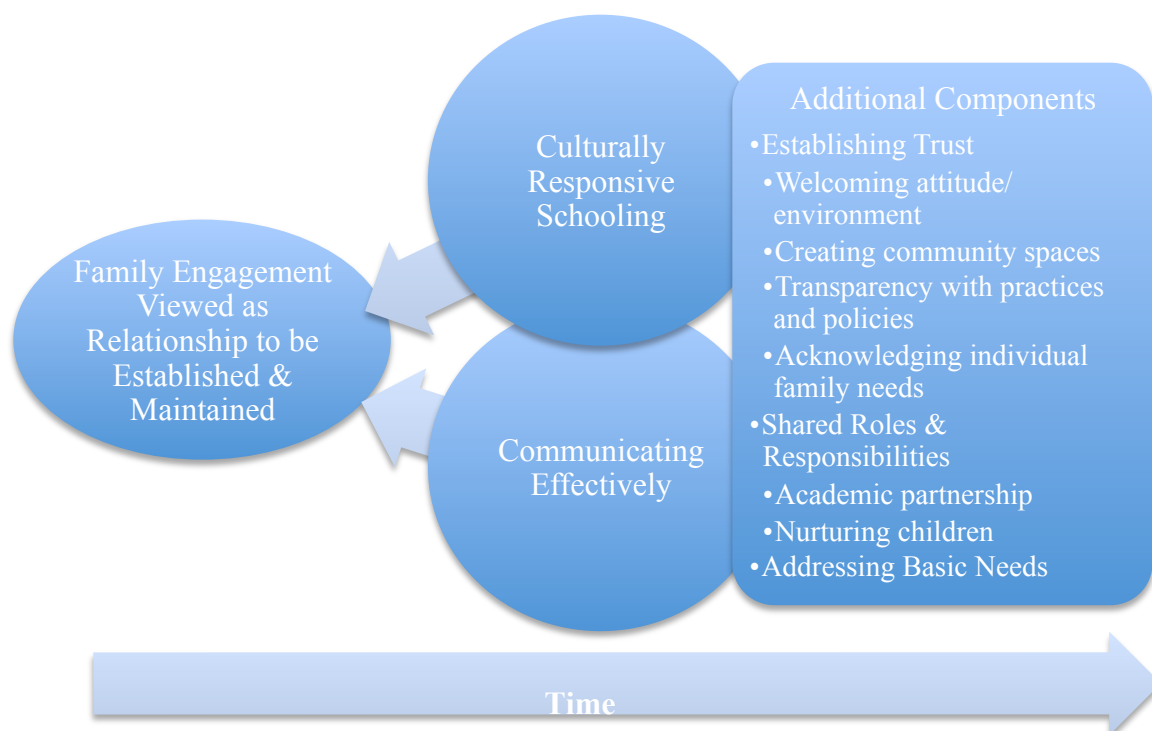 Family Engagement
Viewed as
Relationship to be
Established &
Maintained
Culturally
Responsive
Schooling
Communicating
Effectively
Additional Components
•Establishing Trust
•Welcoming attitude/
environment
•Creating community spaces
•Transparency with practices
and policies
•Acknowledging individual
family needs
•Shared Roles &
Responsibilities
•Academic partnership
•Nurturing children
•Addressing Basic Needs
Time